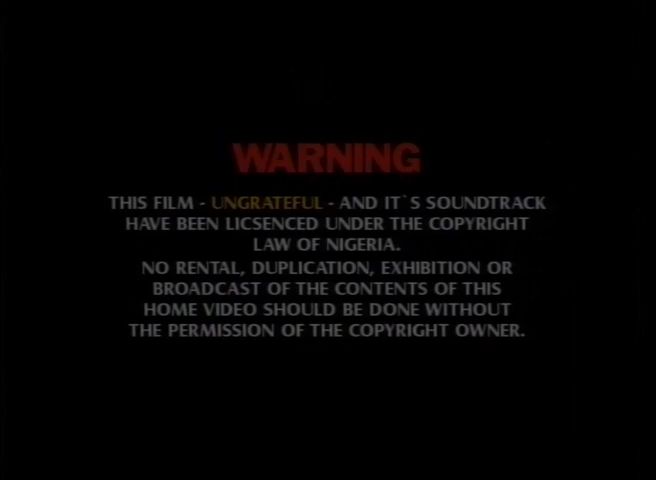 WARNING
THIS FILM - UNGRATEFUL - AND IT`S SOUNDTRACK
HAVE BEEN LICSENCED UNDER THE COPYRIGHT
LAW OF NIGERIA.
NO RENTAL, DUPLICATION, EXHIBITION OR
BROADCAST OF THE CONTENTS OF THIS
HOME VIDEO SHOULD BE DONE WITHOUT
THE PERMISSION OF THE COPYRIGHT OWNER.